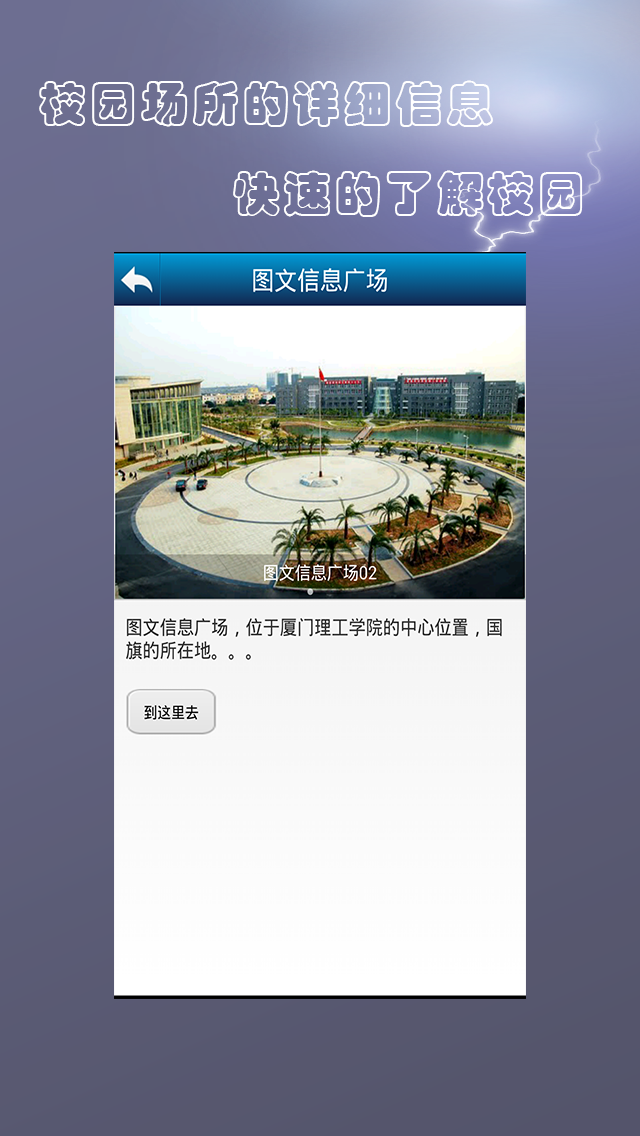 校园场所的详细信息
快速的了解校园
图文信息广场
图文信息广场02
图文信息广场，位于厦门理工学院的中心位置，国
旗的所在地。。。
到这里去